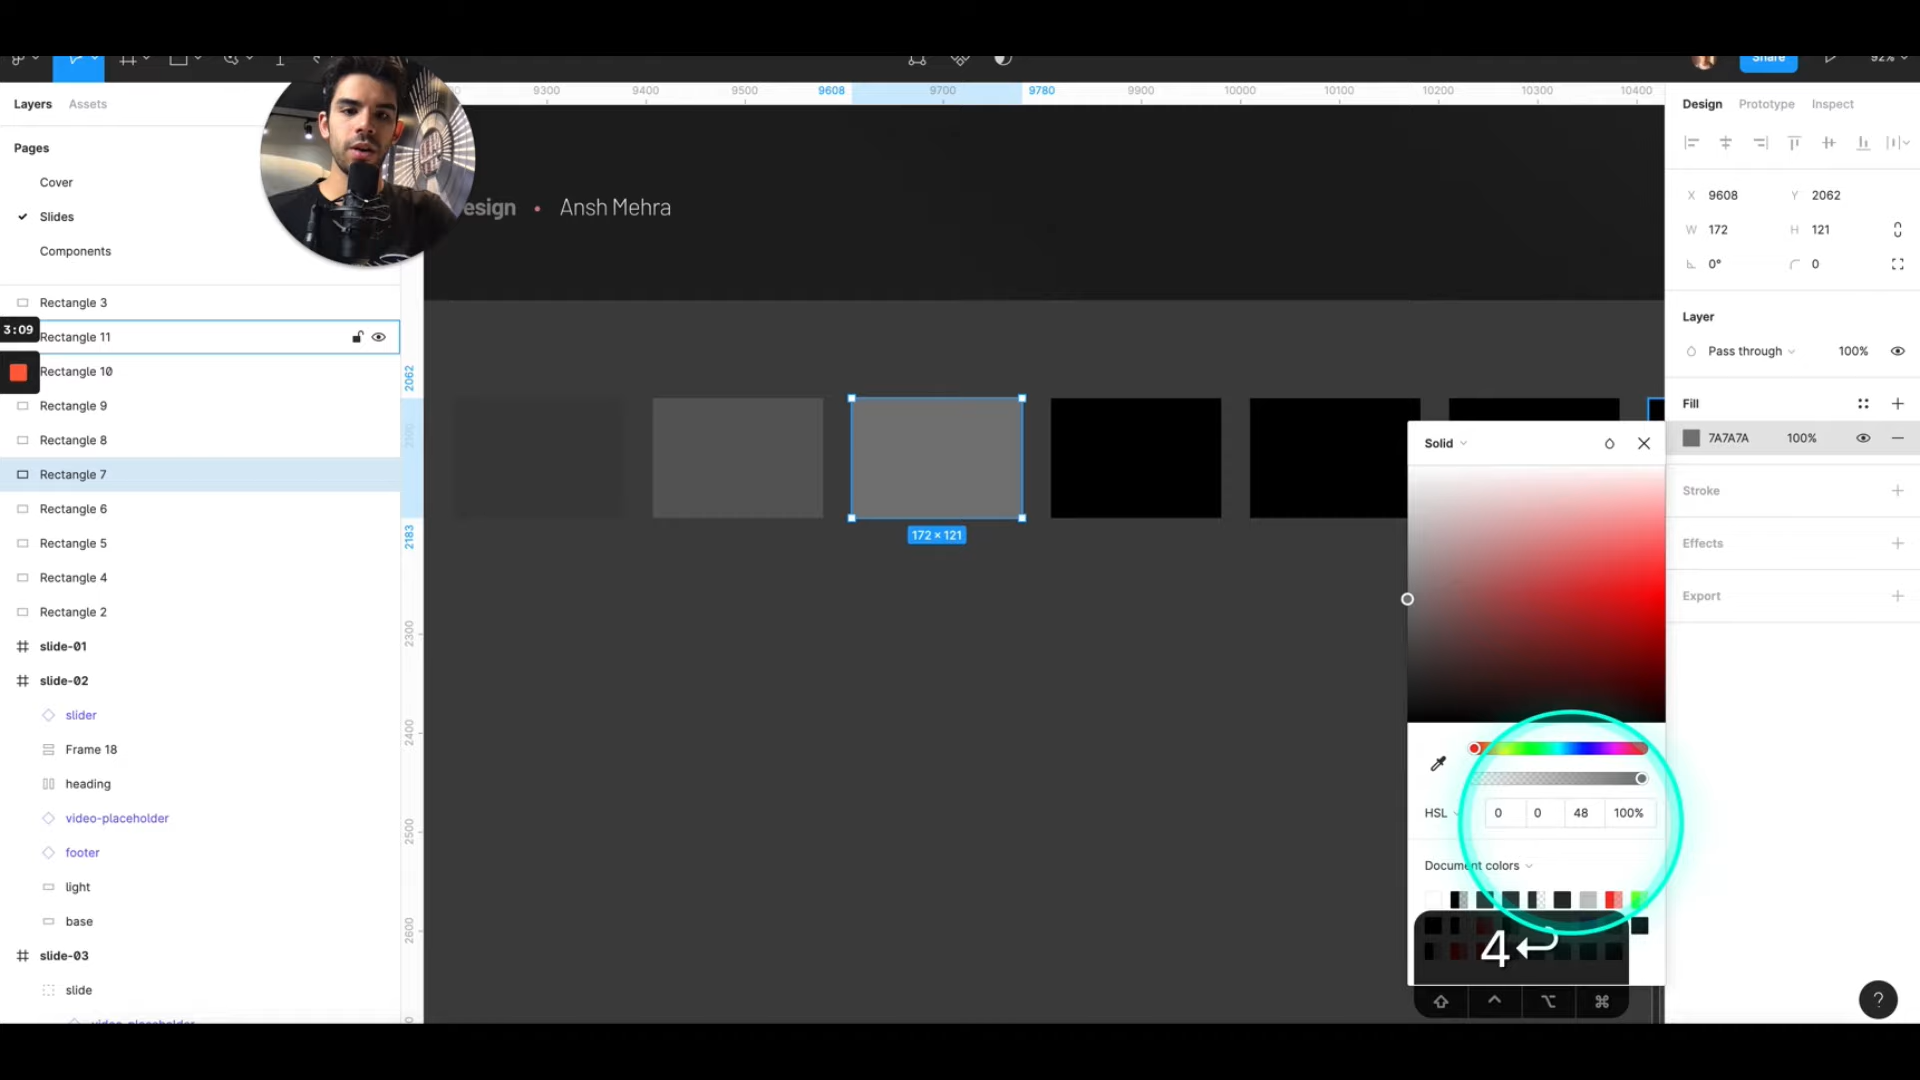 Share
92%
Layers
Assets
9300
9400
9500
9608
9700
9780
9900
10000
10100
10200
10300
10400
Design
Prototype
Inspect
Pages
Cover
Slides
Components
esign • Ansh Mehra
X 9608
Y 2062
W 172
H 121
0°
0
Layer
Pass through
100%
Fill
7A7A7A
100%
Stroke
Effects
Export
Rectangle 3
3:09
Rectangle 11
Rectangle 10
Rectangle 9
Rectangle 8
Rectangle 7
Rectangle 6
Rectangle 5
Rectangle 4
Rectangle 2
slide-01
slide-02
slider
Frame 18
heading
video-placeholder
footer
light
base
slide-03
slide
video-placeholder
2062
2183
2300
2400
2500
2600
172 × 121
Solid
HSL
0
0
48
100%
Document colors
4↩
⇧ ⌃ ⌥ ⌘
?